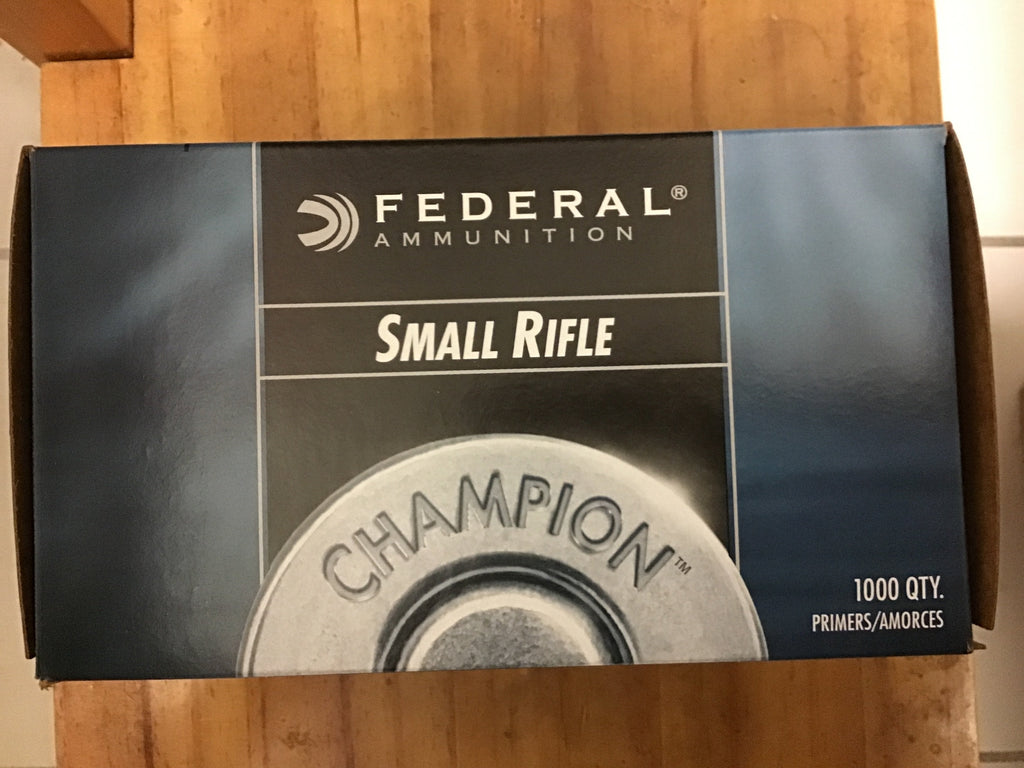 FEDERAL®
AMMUNITION
SMALL RIFLE
CHAMPION™
1000 QTY.
PRIMERS/AMORCES